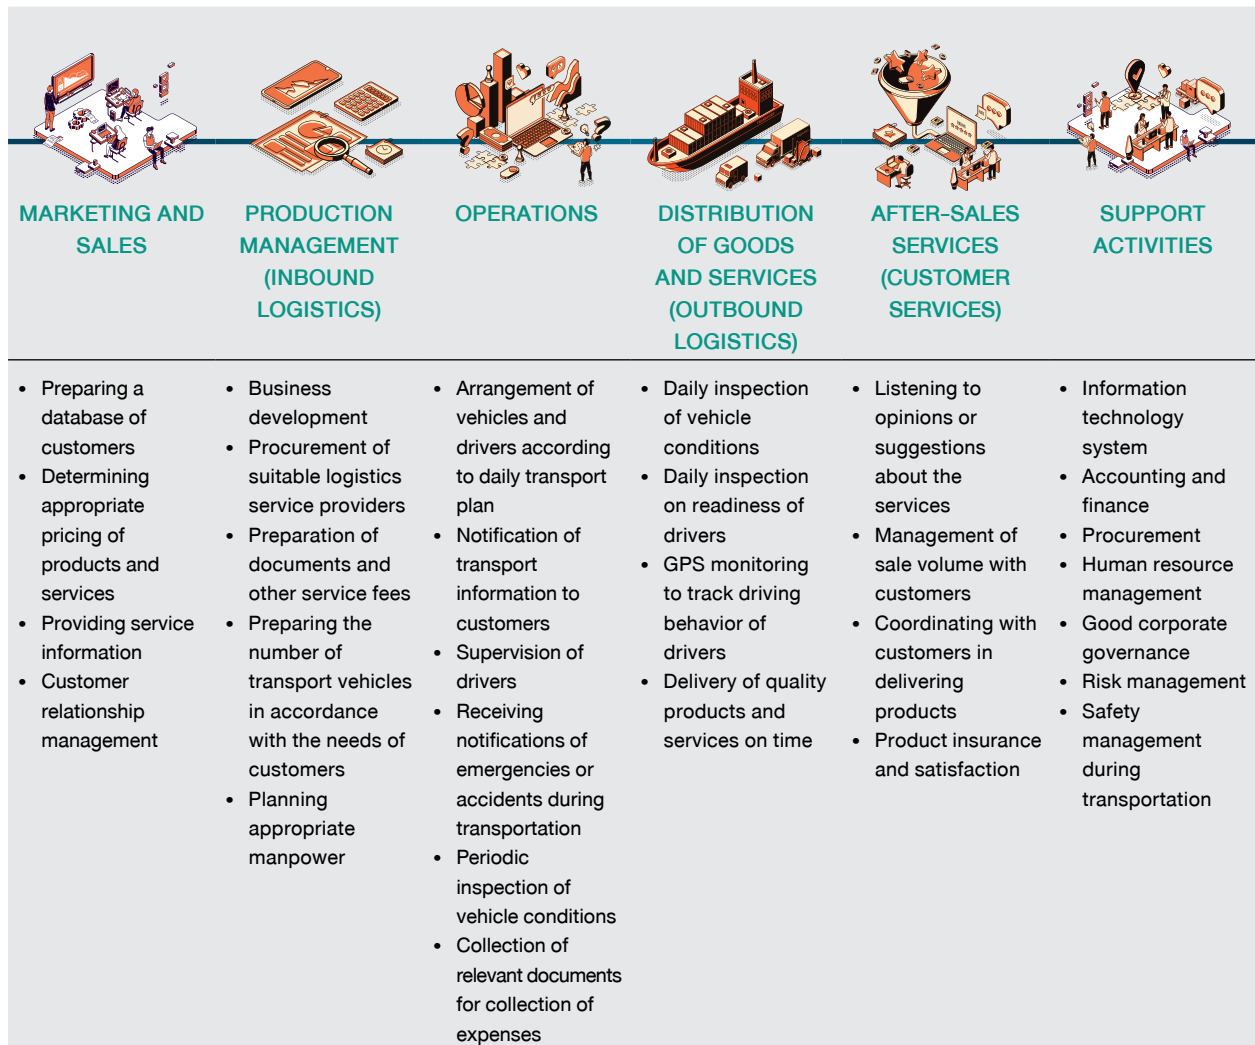 MARKETING AND
SALES
PRODUCTION
MANAGEMENT
(INBOUND
LOGISTICS)
OPERATIONS
DISTRIBUTION
OF GOODS
AND SERVICES
(OUTBOUND
LOGISTICS)
AFTER-SALES
SERVICES
(CUSTOMER
SERVICES)
SUPPORT
ACTIVITIES
• Preparing a
database of
customers
• Determining
appropriate
pricing of
products and
services
• Providing service
information
• Customer
relationship
management
• Business
development
• Procurement of
suitable logistics
service providers
• Preparation of
documents and
other service fees
• Preparing the
number of
transport vehicles
in accordance
with the needs of
customers
• Planning
appropriate
manpower
• Arrangement of
vehicles and
drivers according
to daily transport
plan
• Notification of
transport
information to
customers
• Supervision of
drivers
• Receiving
notifications of
emergencies or
accidents during
transportation
• Periodic
inspection of
vehicle conditions
• Collection of
relevant documents
for collection of
expenses
• Daily inspection
of vehicle
conditions
• Daily inspection
on readiness of
drivers
• GPS monitoring
to track driving
behavior of
drivers
• Delivery of quality
products and
services on time
• Listening to
opinions or
suggestions
about the
services
• Management of
sale volume with
customers
• Coordinating with
customers in
delivering
products
• Product insurance
and satisfaction
• Information
technology
system
• Accounting and
finance
• Procurement
• Human resource
management
• Good corporate
governance
• Risk management
• Safety
management
during
transportation